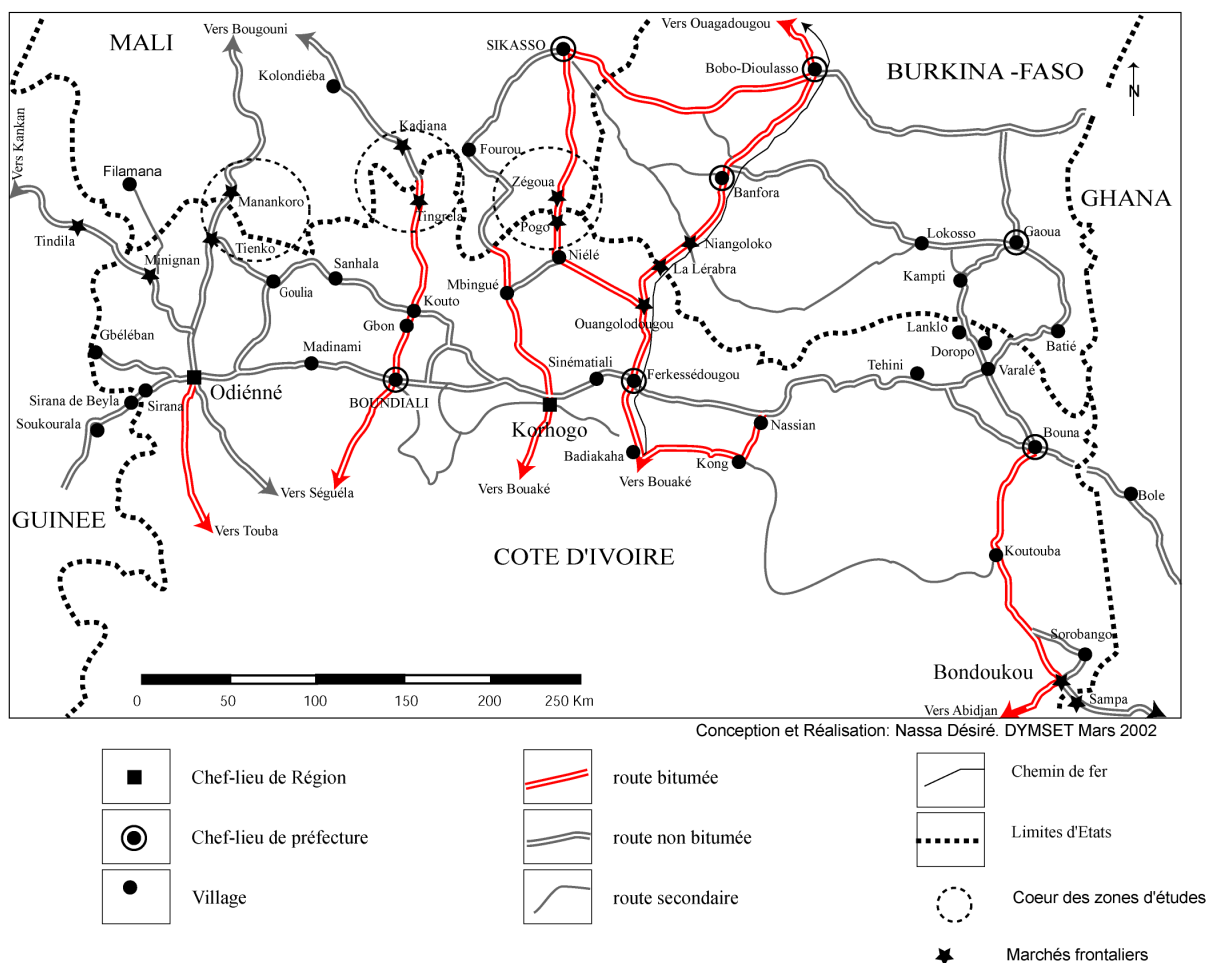 Vers Bougouni
MALI
SIKASSO
Vers Ouagadougou
Bobo-Dioulasso
BURKINA -FASO
N
Kolondiéba
Vers Kankan
Filamana
Kadiana
Fourou
Zégoua
Banfora
GHANA
Manankoro
Tingrela
Pogo
Tindila
Tienko
Niangoloko
Lokosso
Gaoua
Minignan
Sanhala
Niélé
La Lérabra
Goulia
Mbingué
Kampti
Kouto
Ouangolodougou
Gbéléban
Gbon
Lanklo
Doropo
Batié
Madinami
Sinématiali
Ferkessédougou
Tehini
Varalé
Odiénné
Sirana de Beyla
Sirana
BOUNDIALI
Soukourala
Korhogo
Nassian
Bouna
Badiakaha
Kong
Vers Séguéla
Vers Bouaké
Vers Bouaké
Bole
GUINEE
Vers Touba
COTE D'IVOIRE
Koutouba
Sorobango
Bondoukou
Sampa
Vers Abidjan
0 50 100 150 200 250 Km
Conception et Réalisation: Nassa Désiré. DYMSET Mars 2002
Chef-lieu de Région
Chef-lieu de préfecture
Village
route bitumée
route non bitumée
route secondaire
Chemin de fer
Limites d'Etats
Coeur des zones d'études
Marchés frontaliers